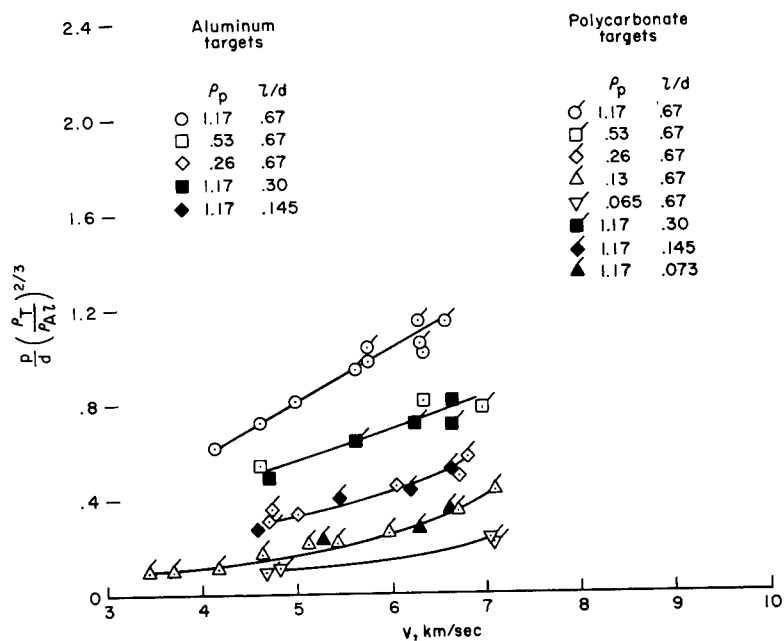 Aluminum
targets
ρp l/d
1.17 .67
.53 .67
.26 .67
1.17 .30
1.17 .145
Polycarbonate
targets
ρp l/d
1.17 .67
.53 .67
.26 .67
.13 .67
.065 .67
1.17 .30
1.17 .145
1.17 .073
2.4
2.0
1.6
1.2
.8
.4
0
p/d (ρT/ρAl)2/3
3 4 5 6 7 8 9 10
V, km/sec